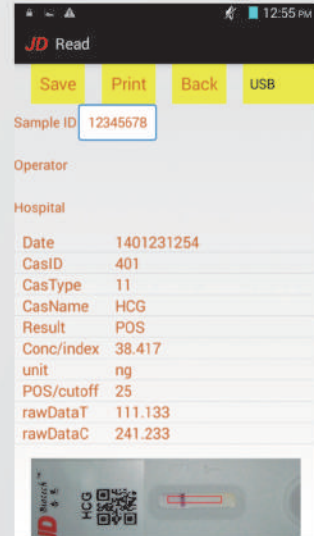 12:55 PM
JD Read
Save Print Back USB
Sample ID 12345678
Operator
Hospital
Date 1401231254
CasID 401
CasType 11
CasName HCG
Result POS
Conc/index 38.417
unit ng
POS/cutoff 25
rawDataT 111.133
rawDataC 241.233
JD Biotech™
HCG